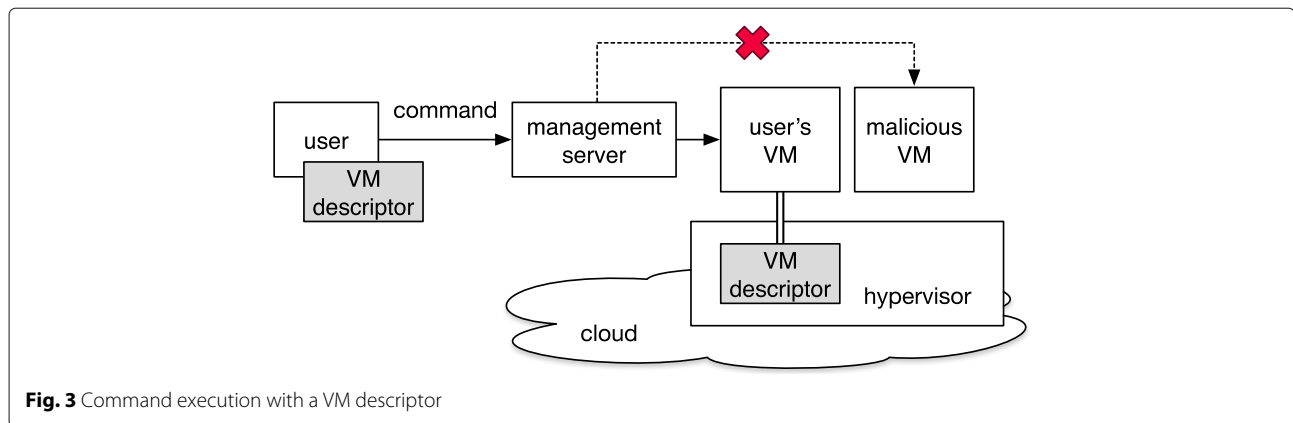 command
user
VM
descriptor
management
server
user's
VM
malicious
VM
VM
descriptor
hypervisor
cloud
Fig. 3 Command execution with a VM descriptor